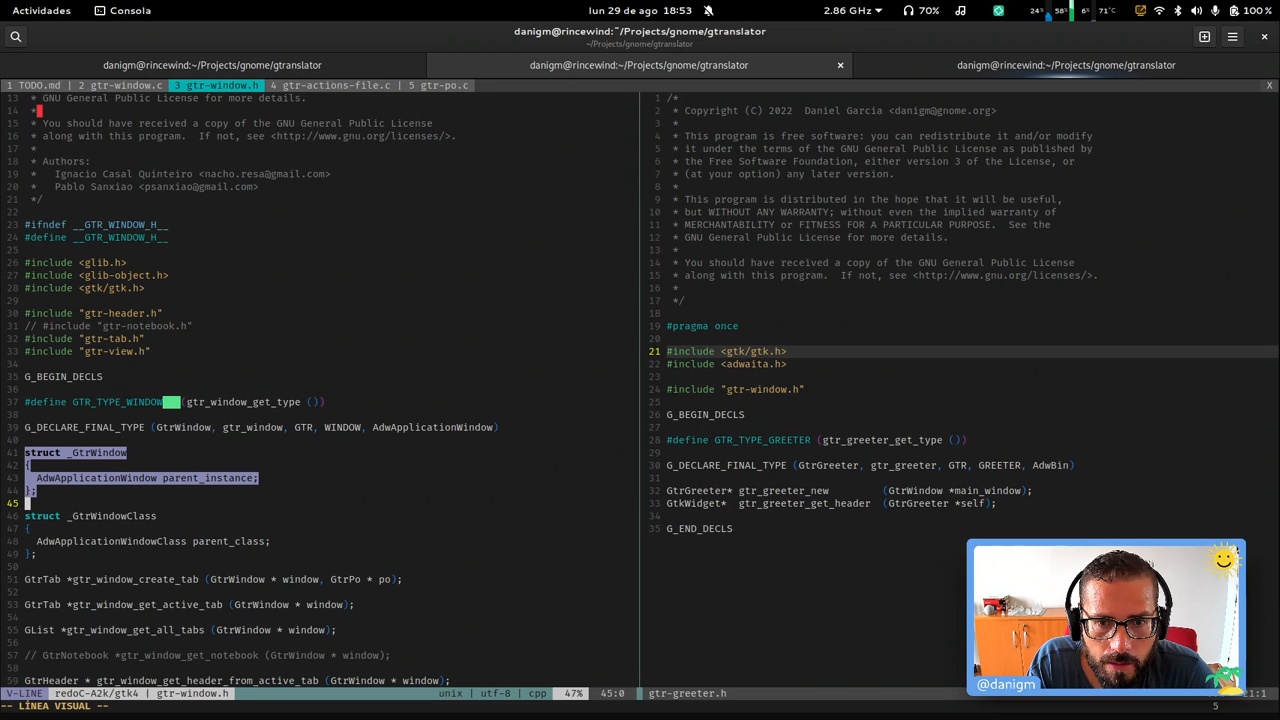 Actividades Consola lun 29 de ago 18:53 2.86 GHz 70% 24% 58% 6% 71°C 100 %
danigm@rincewind:~/Projects/gnome/gtranslator
~/Projects/gnome/gtranslator
danigm@rincewind:~/Projects/gnome/gtranslator danigm@rincewind:~/Projects/gnome/gtranslator × danigm@rincewind:~/Projects/gnome/gtranslator
1 TODO.md | 2 gtr-window.c 3 gtr-window.h 4 gtr-actions-file.c | 5 gtr-po.c X
13 * GNU General Public License for more details.
14 *
15 * You should have received a copy of the GNU General Public License
16 * along with this program.  If not, see <http://www.gnu.org/licenses/>.
17 *
18 * Authors:
19 *   Ignacio Casal Quinteiro <nacho.resa@gmail.com>
20 *   Pablo Sanxiao <psanxiao@gmail.com>
21 */
22
23 #ifndef __GTR_WINDOW_H__
24 #define __GTR_WINDOW_H__
25
26 #include <glib.h>
27 #include <glib-object.h>
28 #include <gtk/gtk.h>
29
30 #include "gtr-header.h"
31 // #include "gtr-notebook.h"
32 #include "gtr-tab.h"
33 #include "gtr-view.h"
34
35 G_BEGIN_DECLS
36
37 #define GTR_TYPE_WINDOW (gtr_window_get_type ())
38
39 G_DECLARE_FINAL_TYPE (GtrWindow, gtr_window, GTR, WINDOW, AdwApplicationWindow)
40
41 struct _GtrWindow
42 {
43 AdwApplicationWindow parent_instance;
44 };
45
46 struct _GtrWindowClass
47 {
48 AdwApplicationWindowClass parent_class;
49 };
50
51 GtrTab *gtr_window_create_tab (GtrWindow * window, GtrPo * po);
52
53 GtrTab *gtr_window_get_active_tab (GtrWindow * window);
54
55 GList *gtr_window_get_all_tabs (GtrWindow * window);
56
57 // GtrNotebook *gtr_window_get_notebook (GtrWindow * window);
58
59 GtrHeader * gtr_window_get_header_from_active_tab (GtrWindow * window);
V-LINE redoC-A2k/gtk4 | gtr-window.h unix | utf-8 | cpp 47% 45:0
-- LÍNEA VISUAL -- 5
1 /*
2 * Copyright (C) 2022  Daniel Garcia <danigm@gnome.org>
3 *
4 * This program is free software: you can redistribute it and/or modify
5 * it under the terms of the GNU General Public License as published by
6 * the Free Software Foundation, either version 3 of the License, or
7 * (at your option) any later version.
8 *
9 * This program is distributed in the hope that it will be useful,
10 * but WITHOUT ANY WARRANTY; without even the implied warranty of
11 * MERCHANTABILITY or FITNESS FOR A PARTICULAR PURPOSE.  See the
12 * GNU General Public License for more details.
13 *
14 * You should have received a copy of the GNU General Public License
15 * along with this program.  If not, see <http://www.gnu.org/licenses/>.
16 *
17 */
18
19 #pragma once
20
21 #include <gtk/gtk.h>
22 #include <adwaita.h>
23
24 #include "gtr-window.h"
25
26 G_BEGIN_DECLS
27
28 #define GTR_TYPE_GREETER (gtr_greeter_get_type ())
29
30 G_DECLARE_FINAL_TYPE (GtrGreeter, gtr_greeter, GTR, GREETER, AdwBin)
31
32 GtrGreeter* gtr_greeter_new (GtrWindow *main_window);
33 GtkWidget* gtr_greeter_get_header (GtrGreeter *self);
34
35 G_END_DECLS
gtr-greeter.h 21:1
@danigm